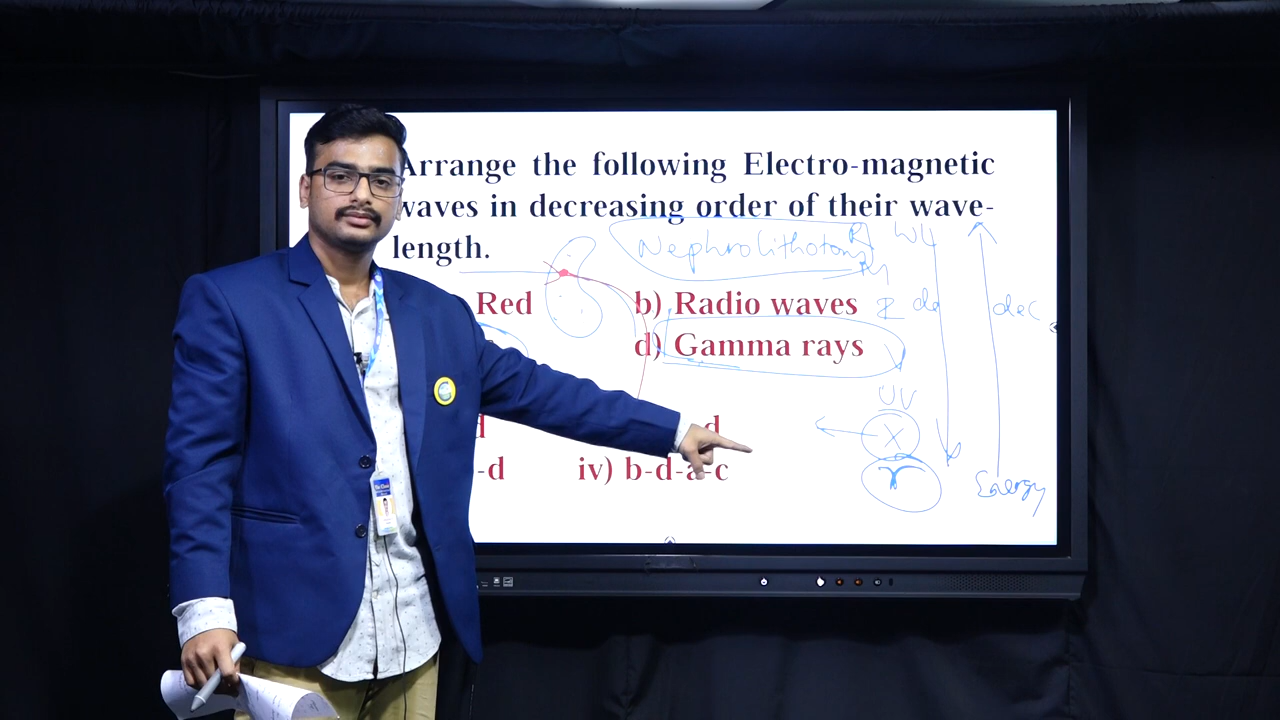 Arrange the following Electro-magnetic
waves in decreasing order of their wave-
length.
Nephrolithotomy
WL
Red b) Radio waves
dec
d) Gamma rays
V
UV
d d
X
-d iv) b-d-a-c
γ
Energy